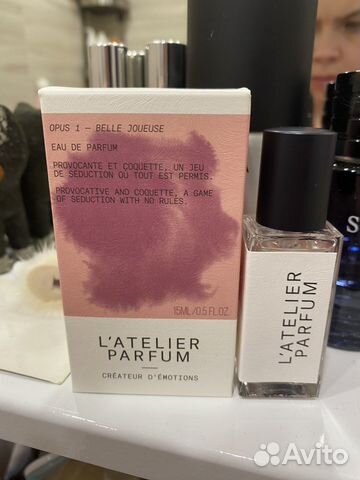 OPUS 1 — BELLE JOUEUSE
EAU DE PARFUM
PROVOCANTE ET COQUETTE, UN JEU
DE SÉDUCTION OU TOUT EST PERMIS.
PROVOCATIVE AND COQUETTE, A GAME
OF SEDUCTION WITH NO RULES.
15ML/0.5 FL.OZ
L'ATELIER
PARFUM
CRÉATEUR D'ÉMOTIONS
L'ATELIER
PARFUM
S
Avito